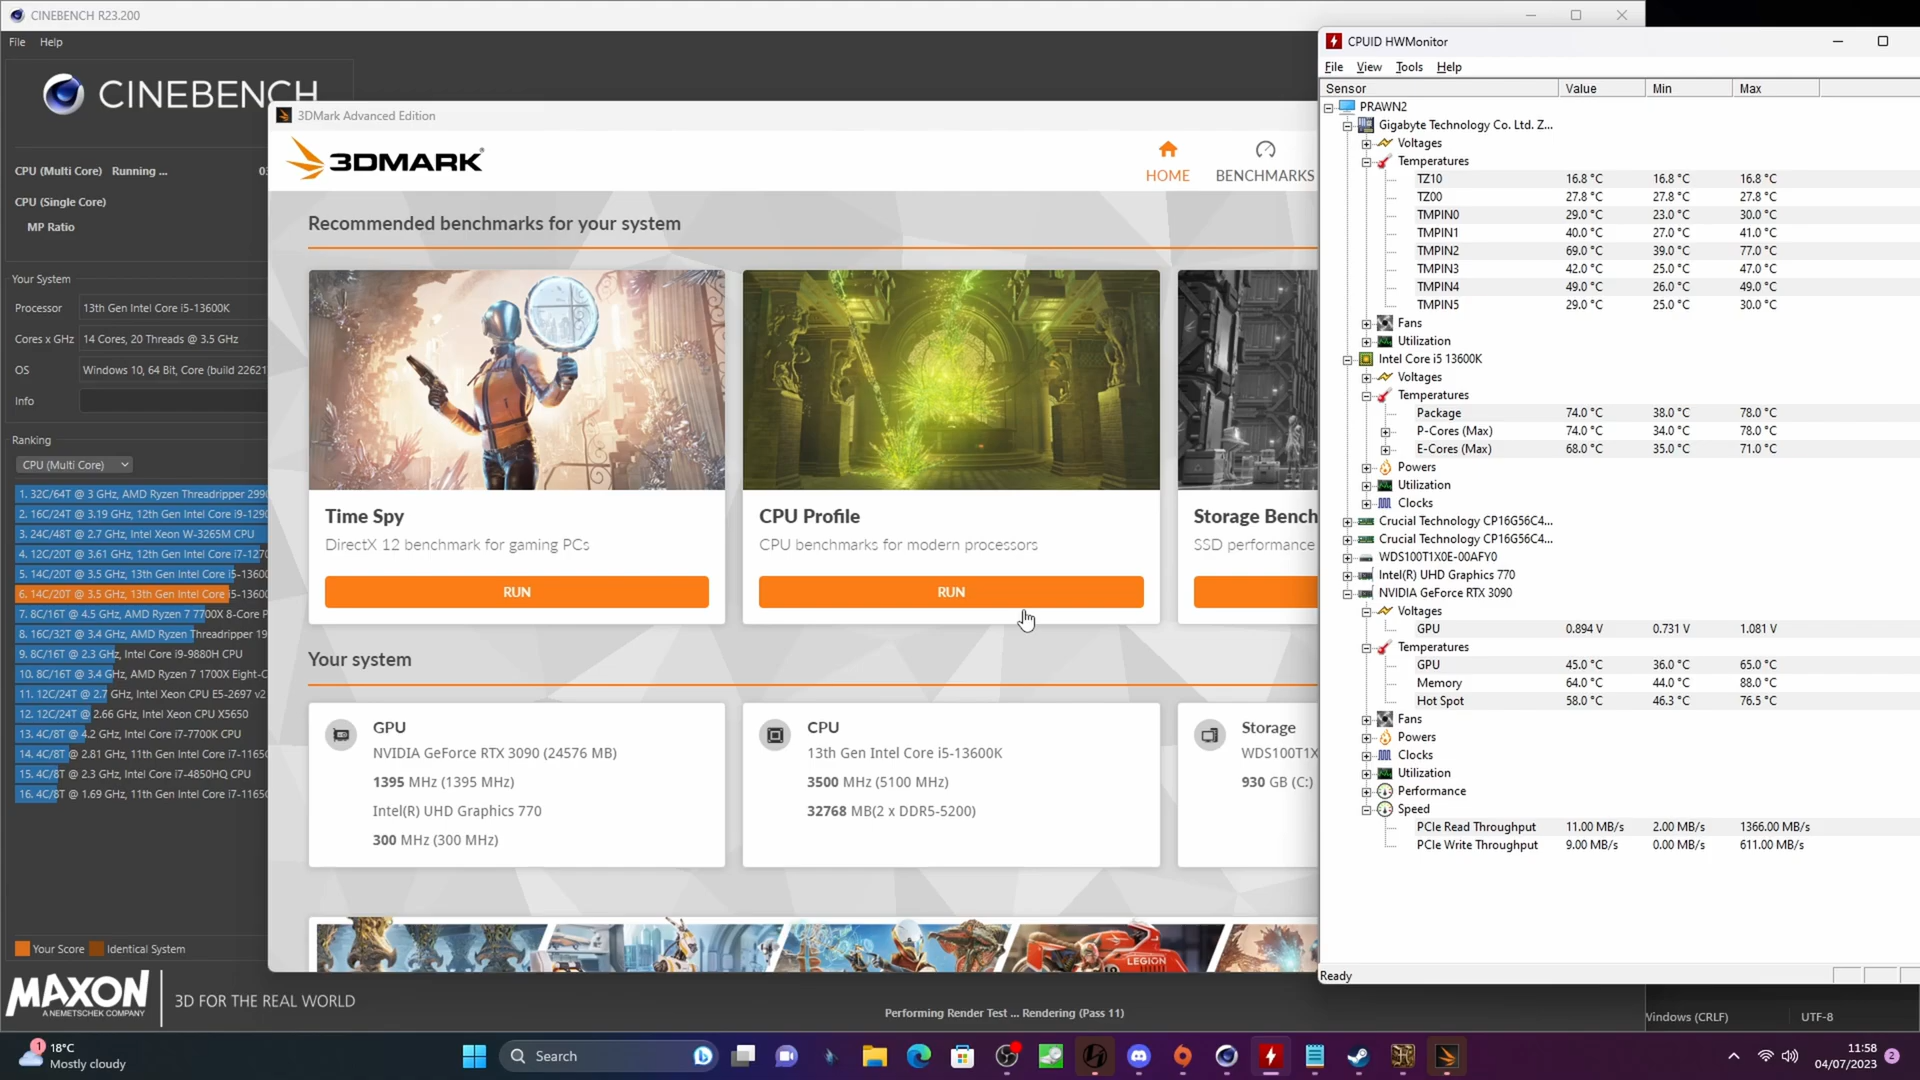 CINEBENCH R23.200
File Help
CINEBENCH
CPU (Multi Core) Running ...
CPU (Single Core)
MP Ratio
Your System
Processor 13th Gen Intel Core i5-13600K
Cores x GHz 14 Cores, 20 Threads @ 3.5 GHz
OS Windows 10, 64 Bit, Core (build 22621
Info
Ranking
CPU (Multi Core)
1. 32C/64T @ 3 GHz, AMD Ryzen Threadripper 299
2. 16C/24T @ 3.19 GHz, 12th Gen Intel Core i9-129
3. 24C/48T @ 2.7 GHz, Intel Xeon W-3265M CPU
4. 12C/20T @ 3.61 GHz, 12th Gen Intel Core i7-127
5. 14C/20T @ 3.5 GHz, 13th Gen Intel Core i5-1360
6. 14C/20T @ 3.5 GHz, 13th Gen Intel Core i5-1360
7. 8C/16T @ 4.5 GHz, AMD Ryzen 7 7700X 8-Core P
8. 16C/32T @ 3.4 GHz, AMD Ryzen Threadripper 19
9. 8C/16T @ 2.3 GHz, Intel Core i9-9880H CPU
10. 8C/16T @ 3.4 GHz, AMD Ryzen 7 1700X Eight-C
11. 12C/24T @ 2.7 GHz, Intel Xeon CPU E5-2697 v2
12. 12C/24T @ 2.66 GHz, Intel Xeon CPU X5650
13. 4C/8T @ 4.2 GHz, Intel Core i7-7700K CPU
14. 4C/8T @ 2.81 GHz, 11th Gen Intel Core i7-1165
15. 4C/8T @ 2.3 GHz, Intel Core i7-4850HQ CPU
16. 4C/8T @ 1.69 GHz, 11th Gen Intel Core i7-1165
Your Score Identical System
MAXON
A NEMETSCHEK COMPANY
3D FOR THE REAL WORLD
Performing Render Test ... Rendering (Pass 11)
3DMark Advanced Edition
3DMARK
HOME BENCHMARKS
Recommended benchmarks for your system
Time Spy
DirectX 12 benchmark for gaming PCs
RUN
CPU Profile
CPU benchmarks for modern processors
RUN
Storage Bench
SSD performance
Your system
GPU
NVIDIA GeForce RTX 3090 (24576 MB)
1395 MHz (1395 MHz)
Intel(R) UHD Graphics 770
300 MHz (300 MHz)
CPU
13th Gen Intel Core i5-13600K
3500 MHz (5100 MHz)
32768 MB(2 x DDR5-5200)
Storage
WDS100T1X
930 GB (C:)
LEGION
CPUID HWMonitor
File View Tools Help
Sensor Value Min Max
PRAWN2
Gigabyte Technology Co. Ltd. Z...
Voltages
Temperatures
TZ10 16.8 °C 16.8 °C 16.8 °C
TZ00 27.8 °C 27.8 °C 27.8 °C
TMPIN0 29.0 °C 23.0 °C 30.0 °C
TMPIN1 40.0 °C 27.0 °C 41.0 °C
TMPIN2 69.0 °C 39.0 °C 77.0 °C
TMPIN3 42.0 °C 25.0 °C 47.0 °C
TMPIN4 49.0 °C 26.0 °C 49.0 °C
TMPIN5 29.0 °C 25.0 °C 30.0 °C
Fans
Utilization
Intel Core i5 13600K
Voltages
Temperatures
Package 74.0 °C 38.0 °C 78.0 °C
P-Cores (Max) 74.0 °C 34.0 °C 78.0 °C
E-Cores (Max) 68.0 °C 35.0 °C 71.0 °C
Powers
Utilization
Clocks
Crucial Technology CP16G56C4...
Crucial Technology CP16G56C4...
WDS100T1X0E-00AFY0
Intel(R) UHD Graphics 770
NVIDIA GeForce RTX 3090
Voltages
GPU 0.894 V 0.731 V 1.081 V
Temperatures
GPU 45.0 °C 36.0 °C 65.0 °C
Memory 64.0 °C 44.0 °C 88.0 °C
Hot Spot 58.0 °C 46.3 °C 76.5 °C
Fans
Powers
Clocks
Utilization
Performance
Speed
PCIe Read Throughput 11.00 MB/s 2.00 MB/s 1366.00 MB/s
PCIe Write Throughput 9.00 MB/s 0.00 MB/s 611.00 MB/s
Ready
Windows (CRLF) UTF-8
1
18°C
Mostly cloudy
Search
11:58
04/07/2023
2